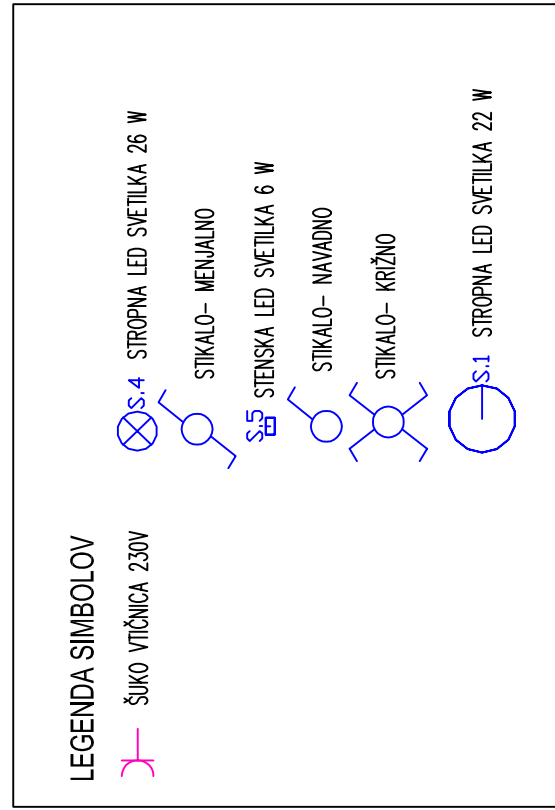 LEGENDA SIMBOLOV
ŠUKO VTIČNICA 230V
S.4 STROPNA LED SVETILKA 26 W
STIKALO- MENJALNO
S.5 STENSKA LED SVETILKA 6 W
STIKALO- NAVADNO
STIKALO- KRIŽNO
S.1 STROPNA LED SVETILKA 22 W